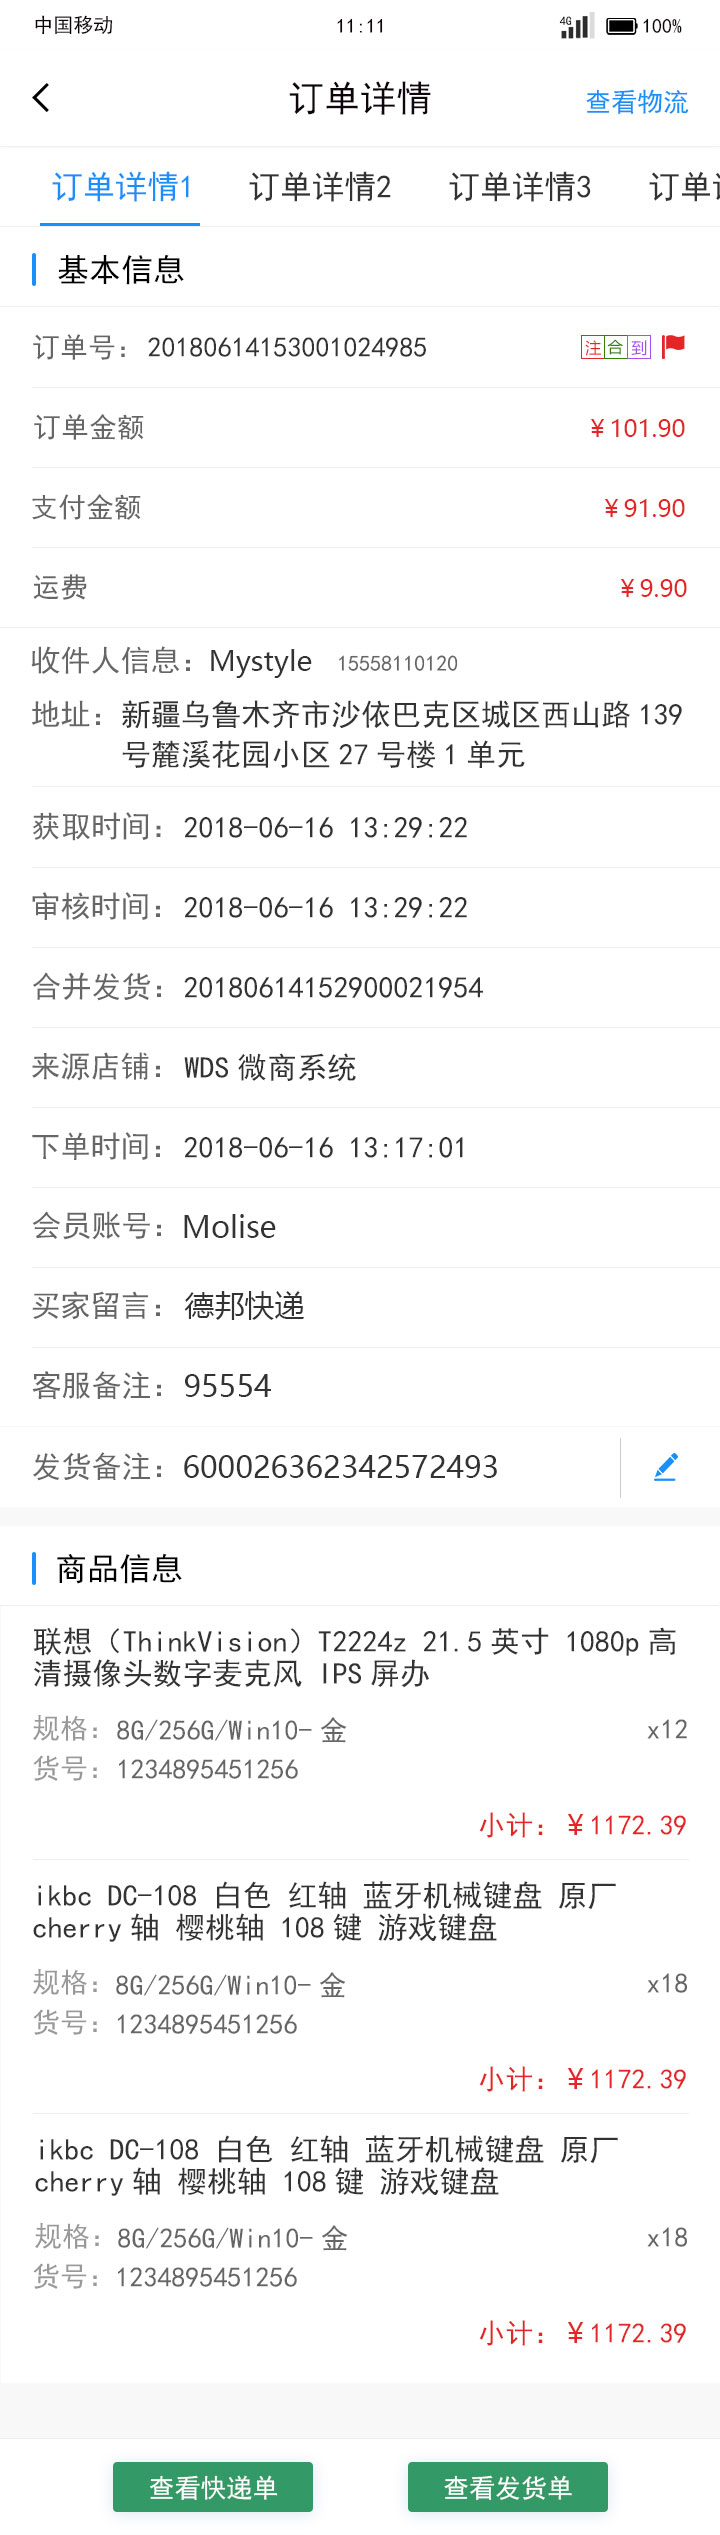 中国移动 11:11 4G 100%
订单详情 查看物流
订单详情1 订单详情2 订单详情3 订单
基本信息
订单号： 20180614153001024985 注 合 到
订单金额 ¥101.90
支付金额 ¥91.90
运费 ¥9.90
收件人信息：Mystyle 15558110120
地址：新疆乌鲁木齐市沙依巴克区城区西山路 139
号麓溪花园小区 27 号楼 1 单元
获取时间：2018-06-16 13:29:22
审核时间：2018-06-16 13:29:22
合并发货：20180614152900021954
来源店铺：WDS 微商系统
下单时间：2018-06-16 13:17:01
会员账号：Molise
买家留言：德邦快递
客服备注：95554
发货备注：600026362342572493
商品信息
联想（ThinkVision）T2224z 21.5 英寸 1080p 高
清摄像头数字麦克风 IPS 屏办
规格：8G/256G/Win10- 金 x12
货号：1234895451256
小计：¥1172.39
ikbc DC-108 白色 红轴 蓝牙机械键盘 原厂
cherry 轴 樱桃轴 108 键 游戏键盘
规格：8G/256G/Win10- 金 x18
货号：1234895451256
小计：¥1172.39
ikbc DC-108 白色 红轴 蓝牙机械键盘 原厂
cherry 轴 樱桃轴 108 键 游戏键盘
规格：8G/256G/Win10- 金 x18
货号：1234895451256
小计：¥1172.39
查看快递单 查看发货单